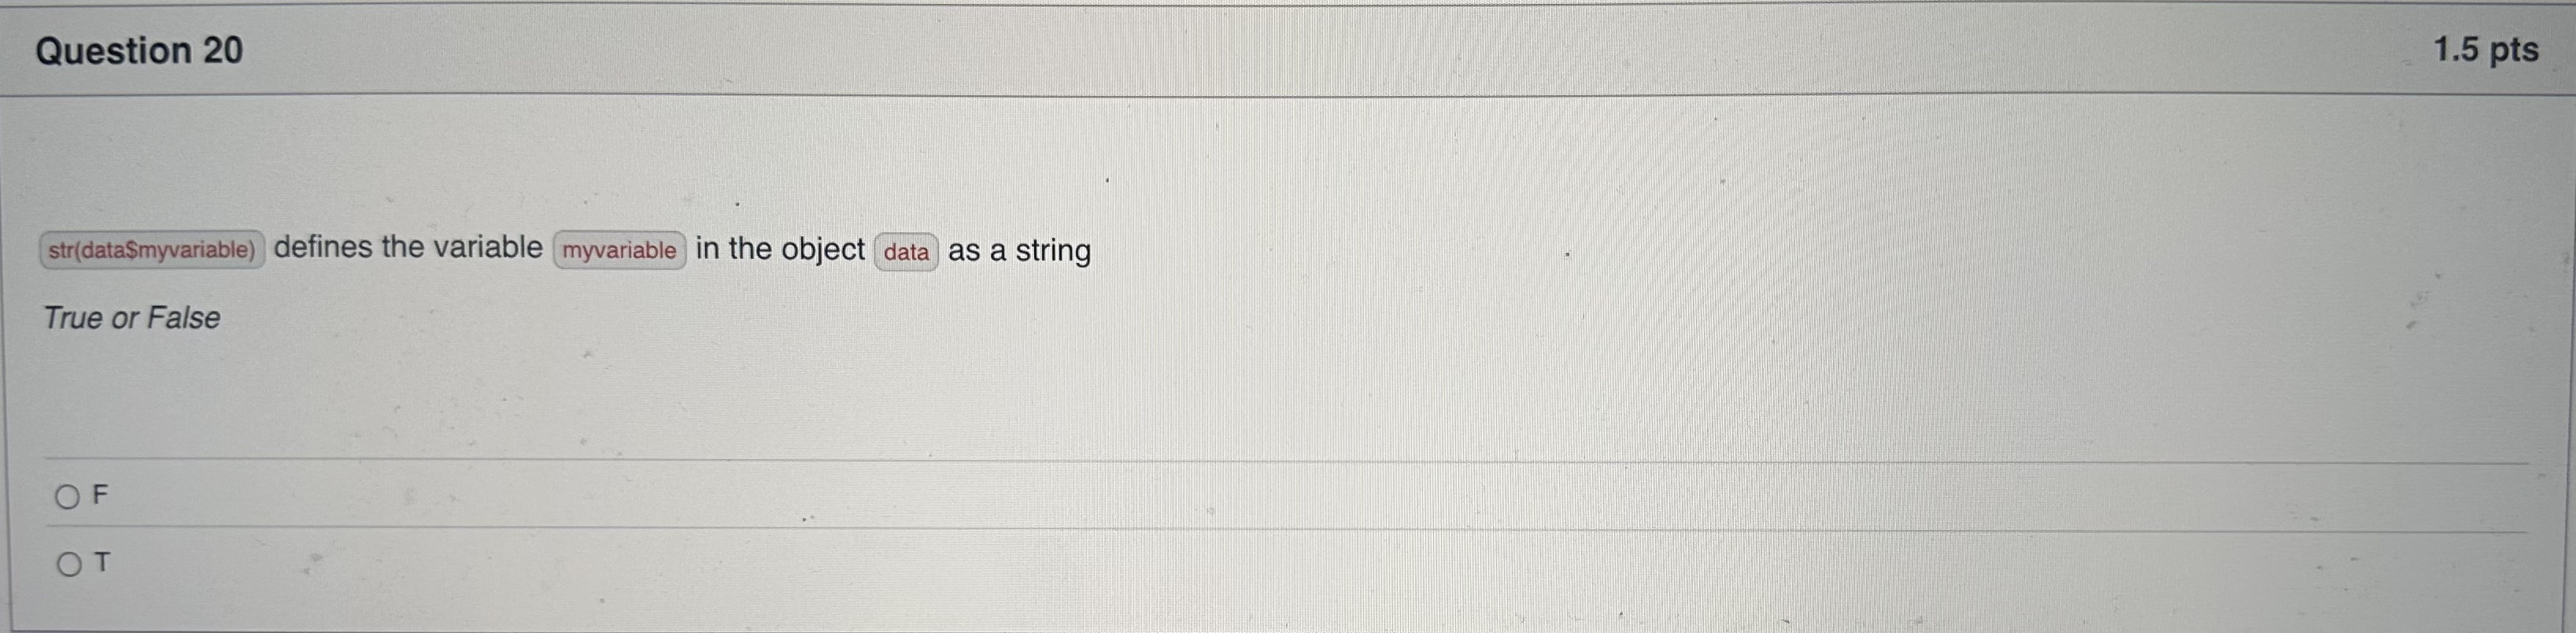 Question 20
1.5 pts
str(data$myvariable) defines the variable myvariable in the object data as a string
True or False
F
T